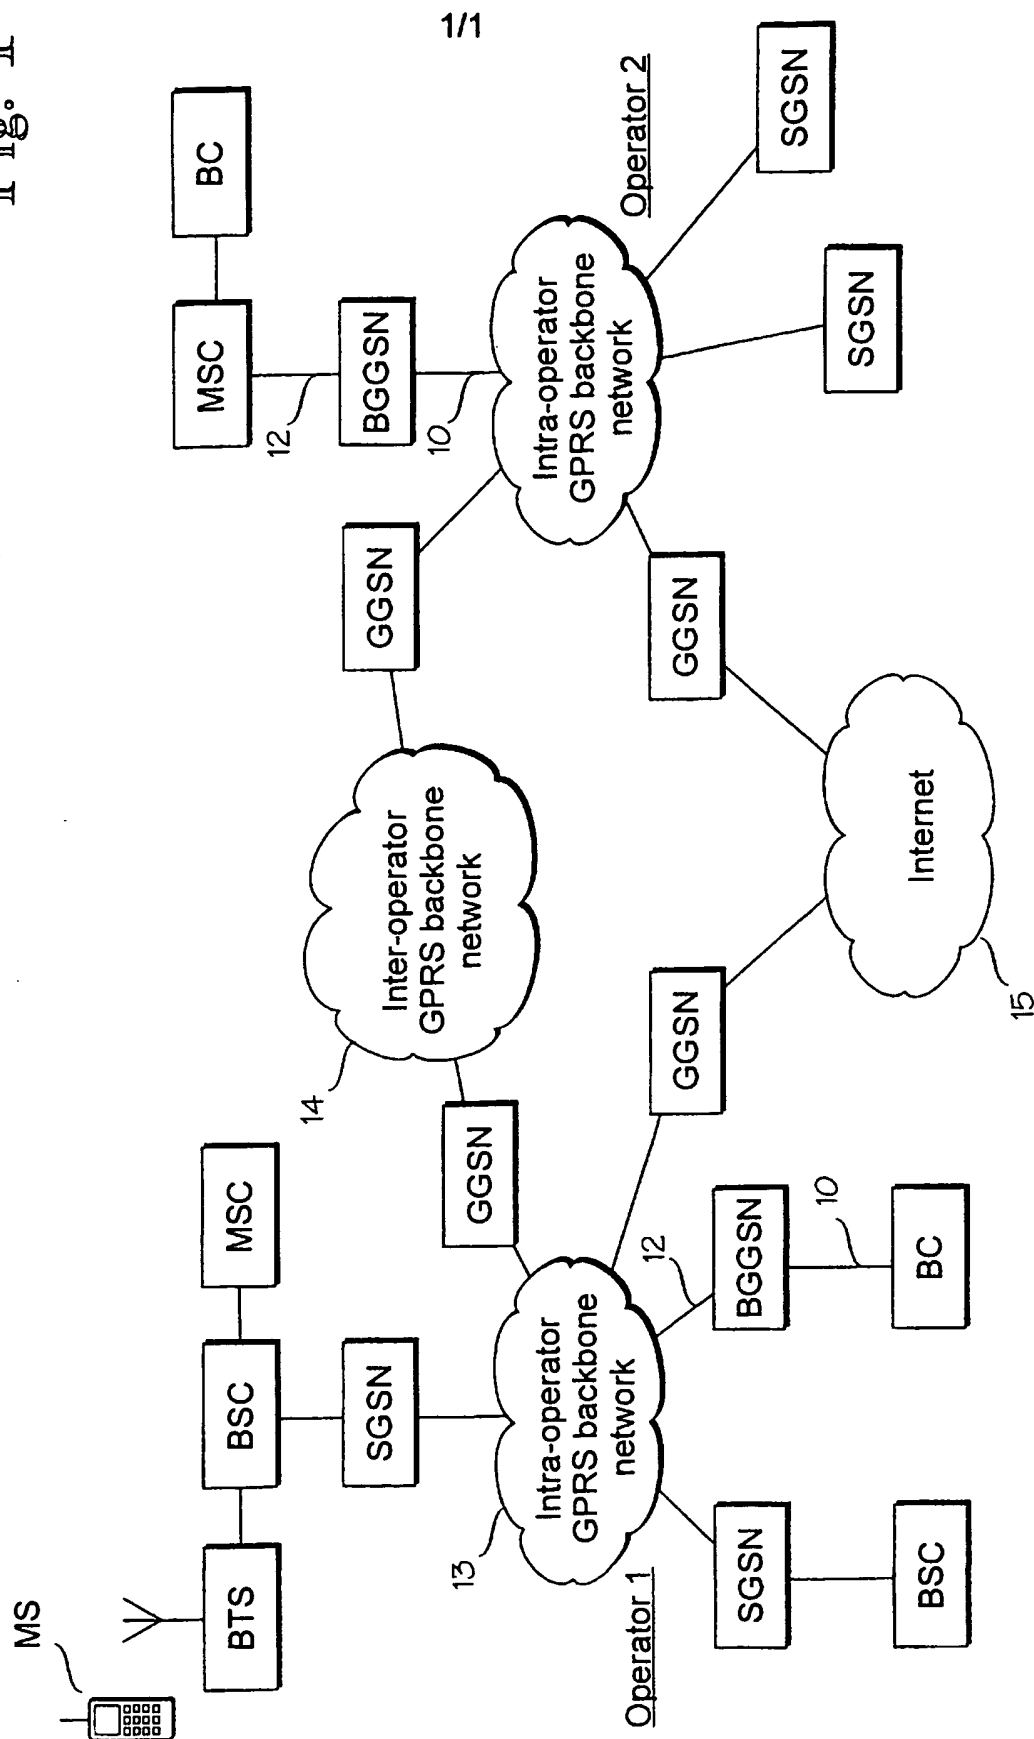 1/1
Fig. 1
MS
BTS
BSC
MSC
MSC
BC
14
12
SGSN
GGSN
BGGSN
10
Inter-operator
GPRS backbone
network
13
GGSN
Intra-operator
GPRS backbone
network
Intra-operator
GPRS backbone
network
Operator 1
Operator 2
12
GGSN
GGSN
SGSN
BGGSN
SGSN
10
SGSN
BSC
BC
Internet
15